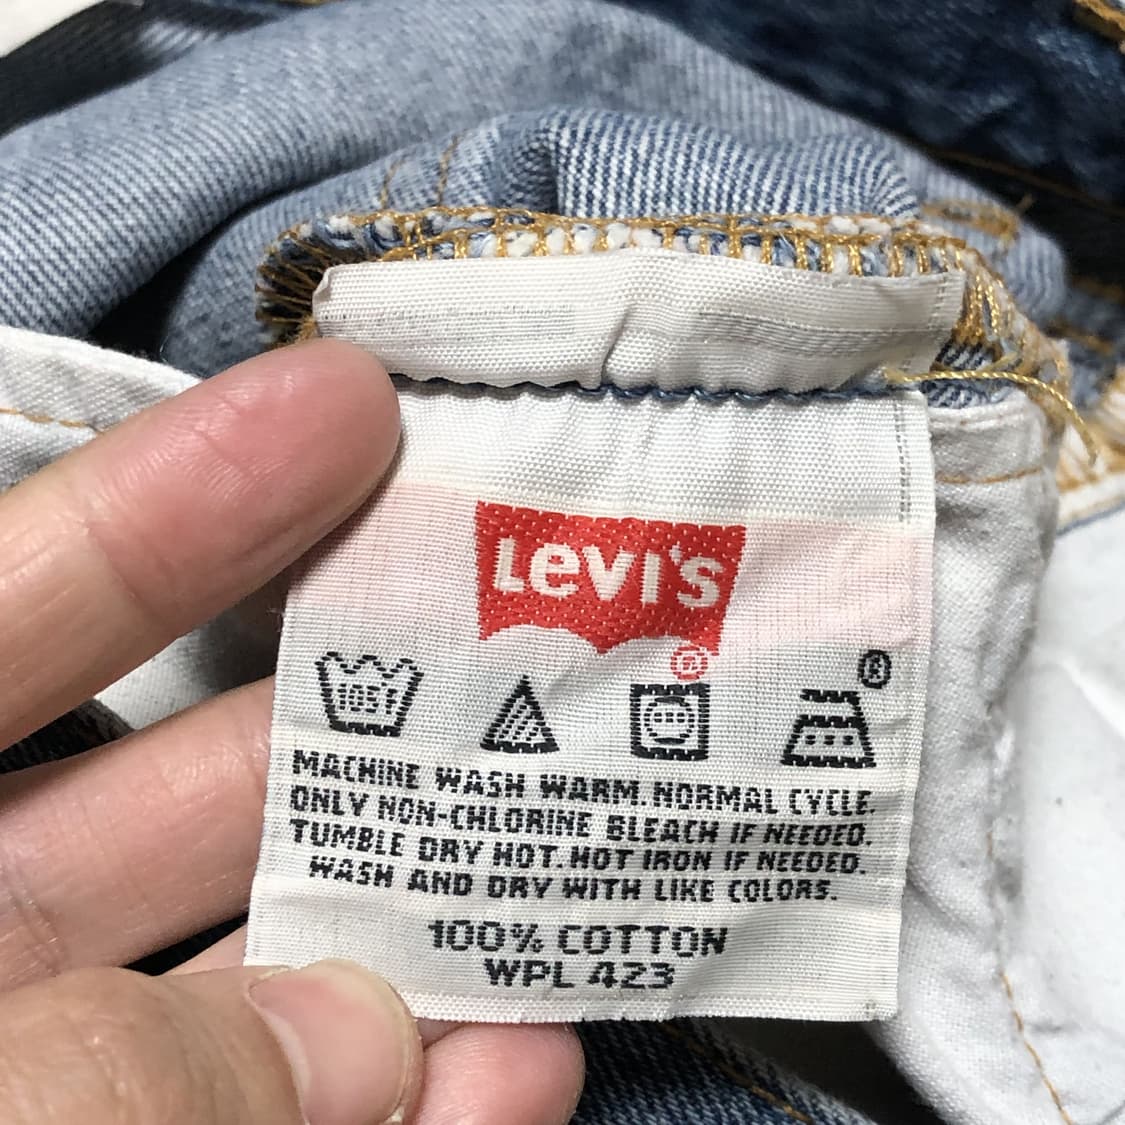 Levi's
®
®
105F
MACHINE WASH WARM. NORMAL CYCLE.
ONLY NON-CHLORINE BLEACH IF NEEDED.
TUMBLE DRY HOT. HOT IRON IF NEEDED.
WASH AND DRY WITH LIKE COLORS.
100% COTTON
WPL 423